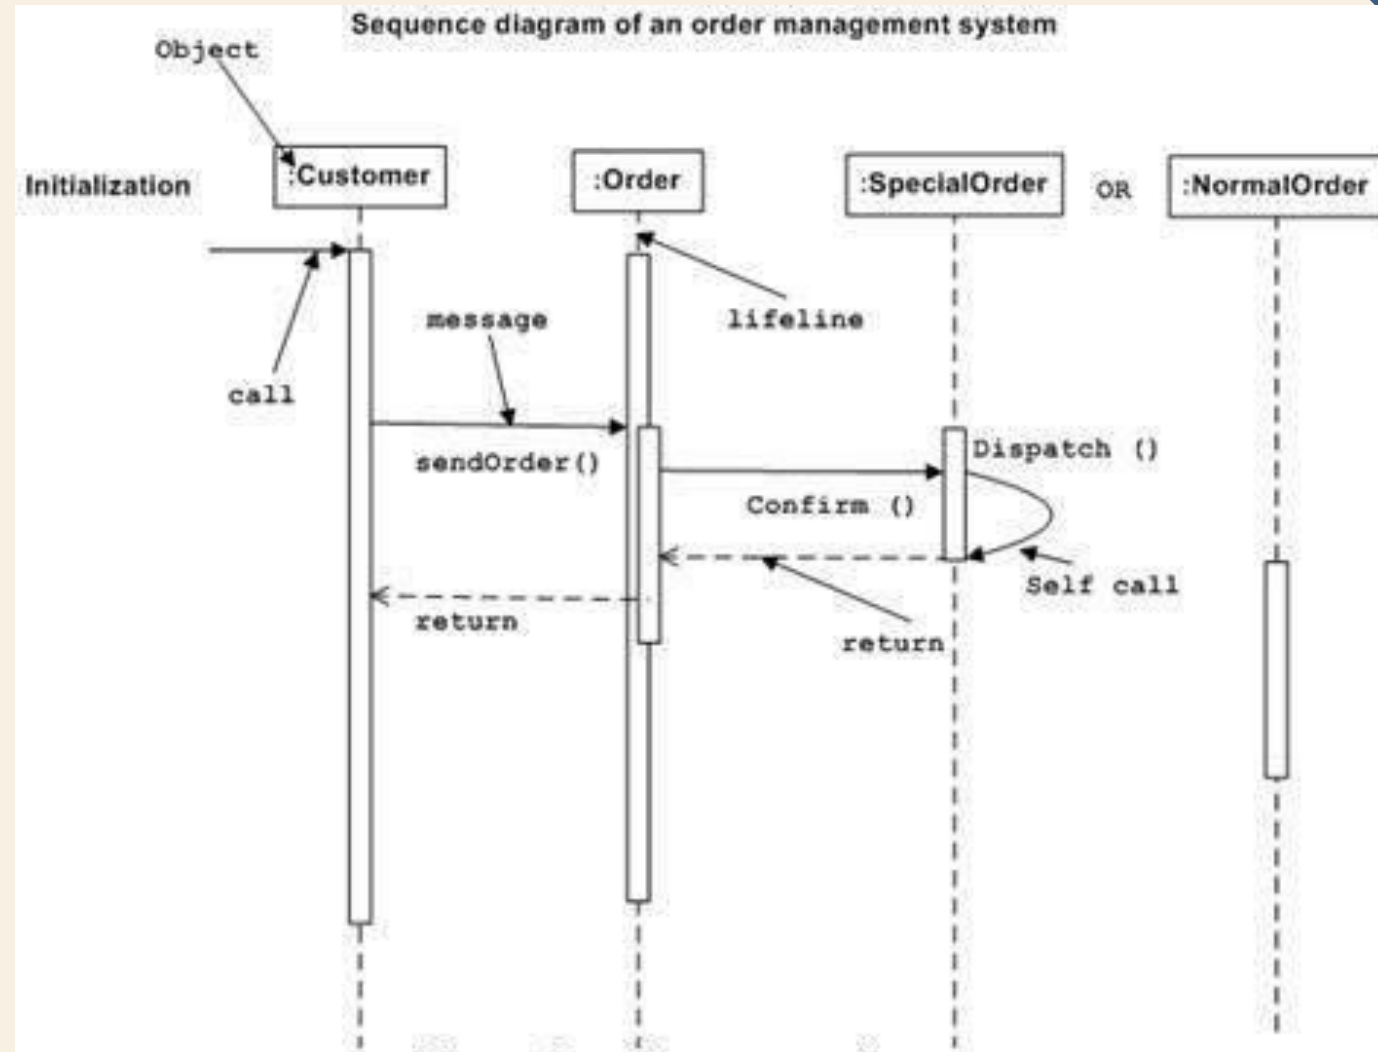 Sequence diagram of an order management system
Object
Initialization
:Customer
:Order
:SpecialOrder
OR
:NormalOrder
message
lifeline
call
sendOrder()
Dispatch ()
Confirm ()
Self call
return
return